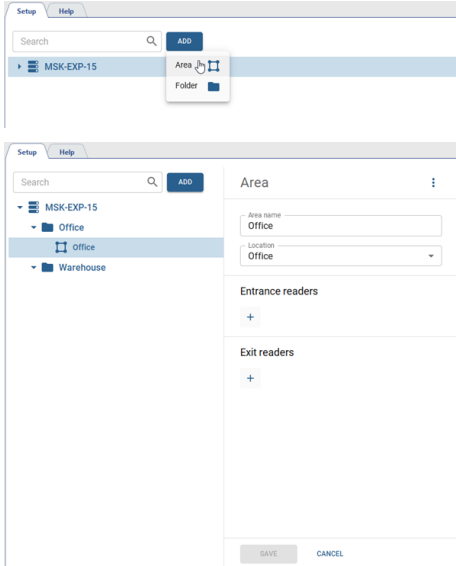 Setup Help
Search ADD
MSK-EXP-15
Area
Folder
Setup Help
Search ADD
MSK-EXP-15
Office
Office
Warehouse
Area
Area name
Office
Location
Office
Entrance readers
+
Exit readers
+
SAVE CANCEL